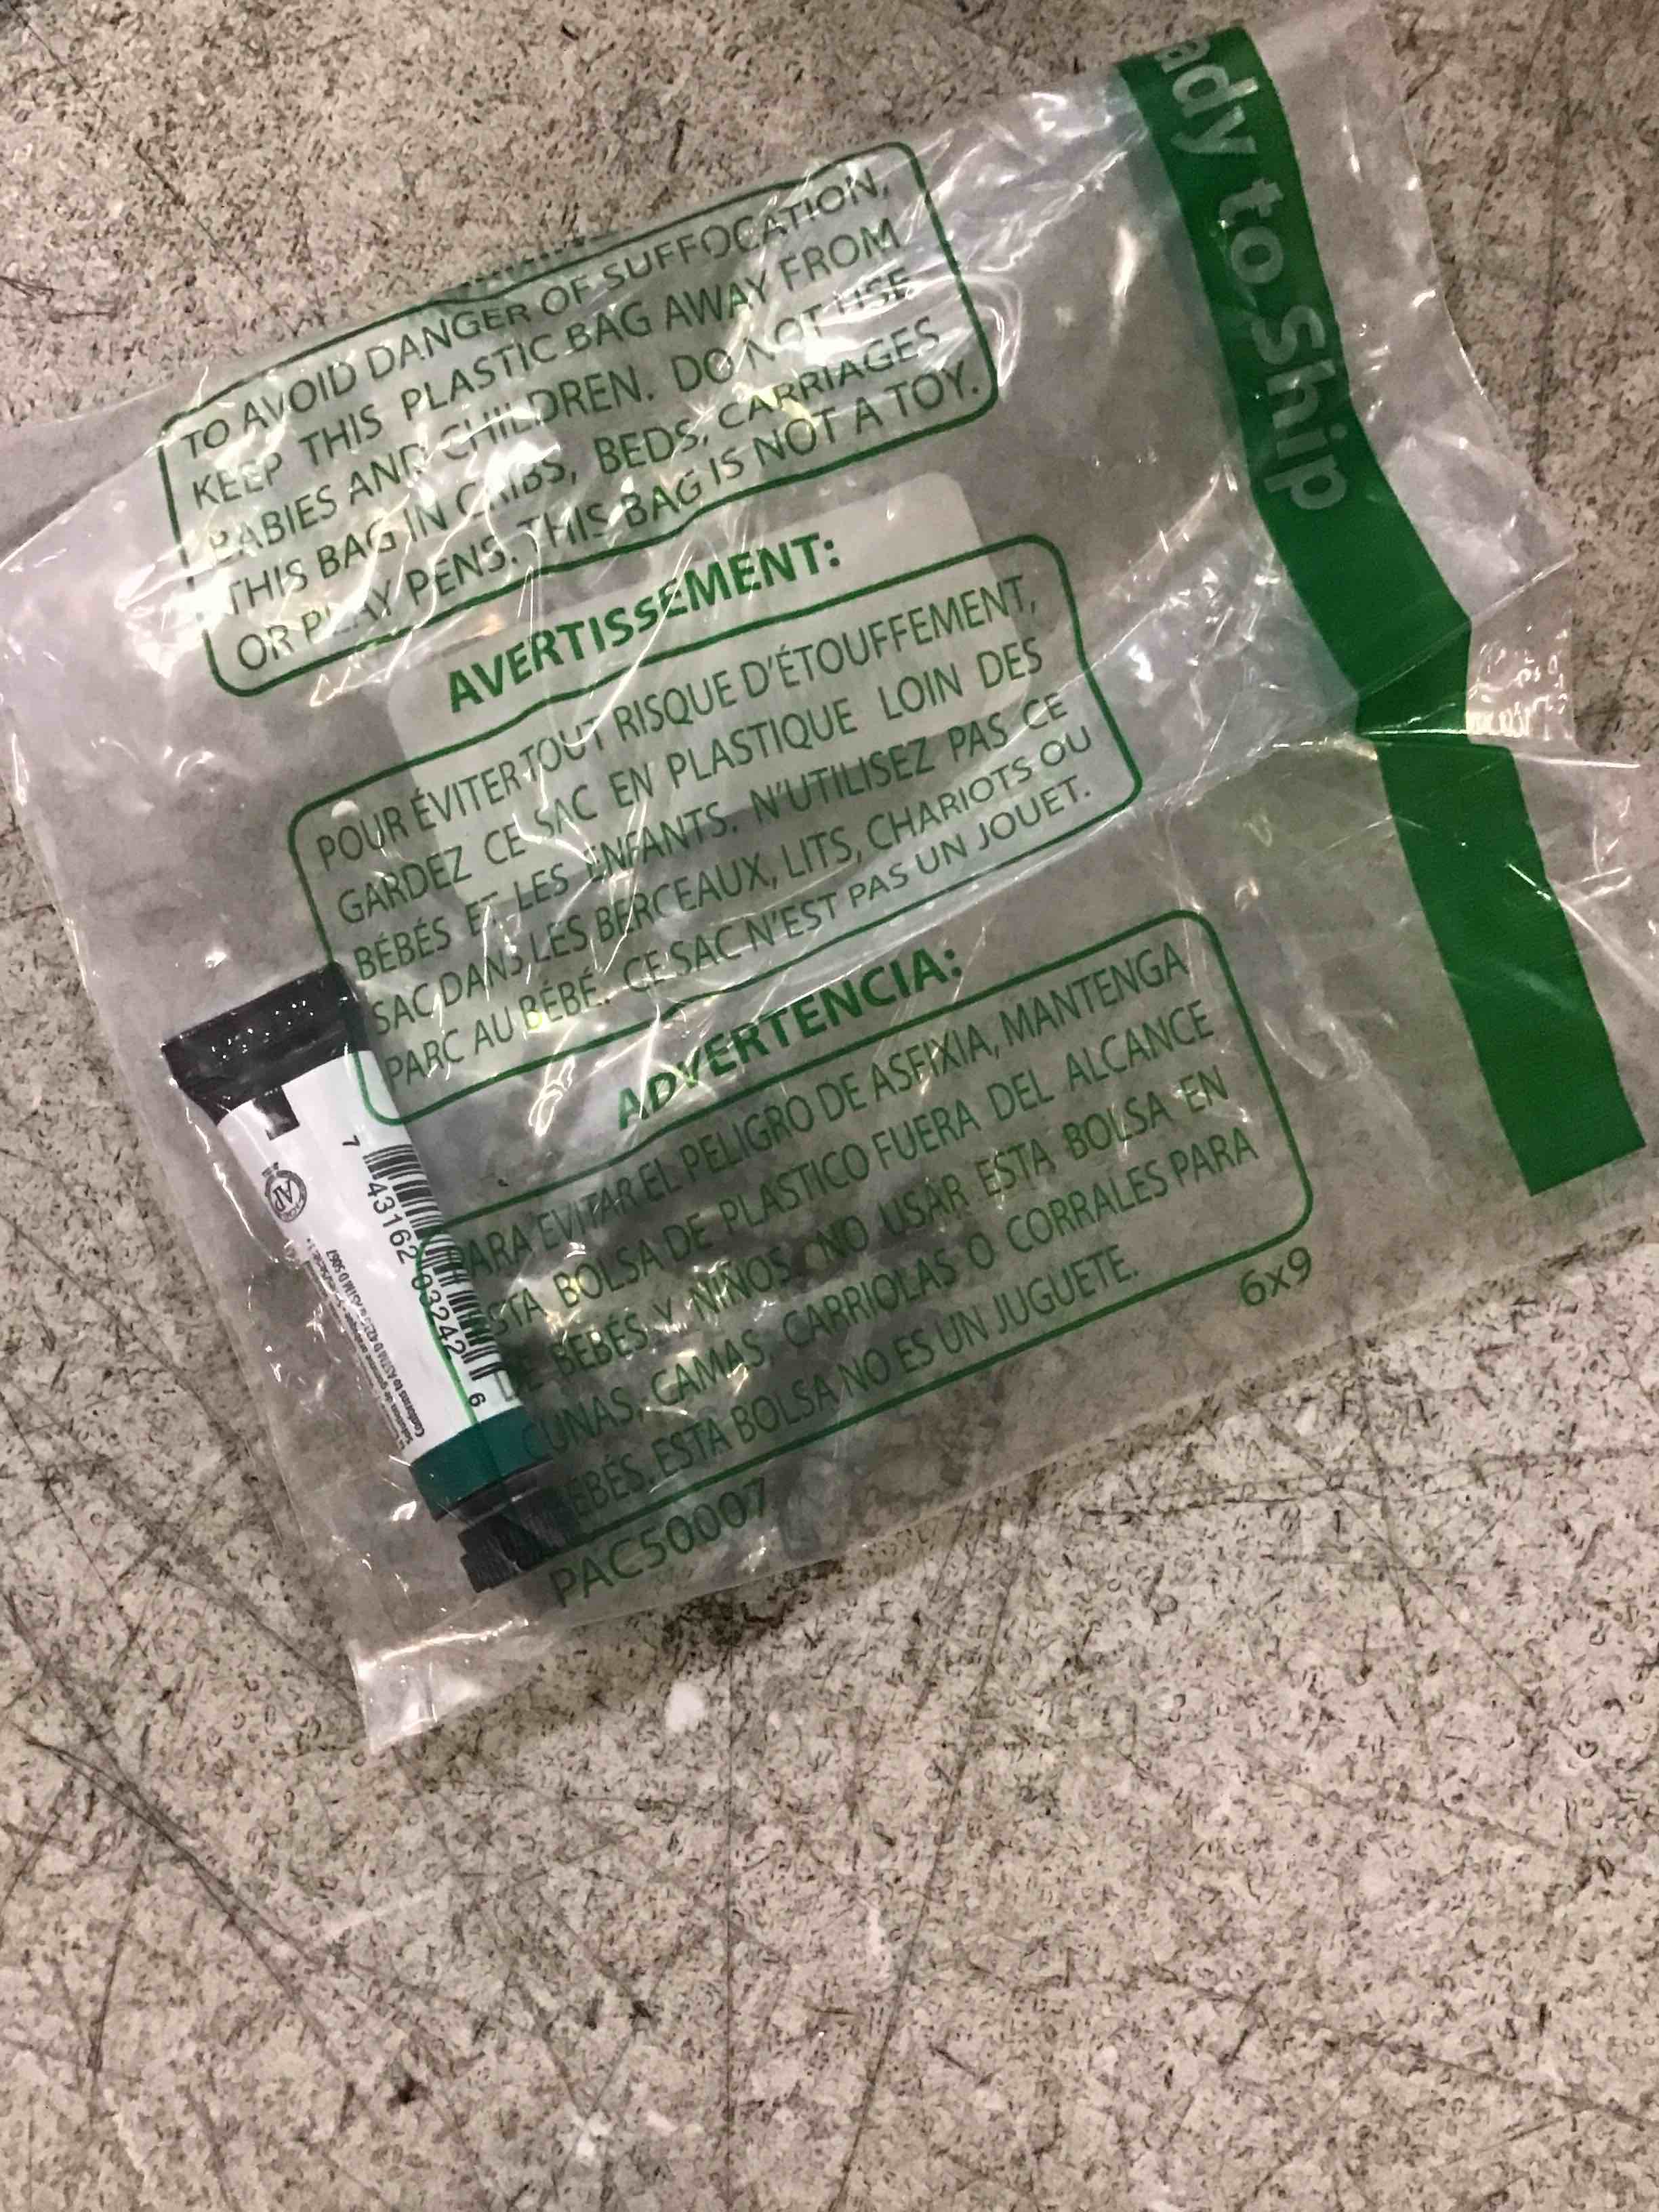 ady to Ship
TO AVOID DANGER OF SUFFOCATION,
KEEP THIS PLASTIC BAG AWAY FROM
BABIES AND CHILDREN. DO NOT USE
THIS BAG IN CRIBS, BEDS, CARRIAGES
OR PLAY PENS. THIS BAG IS NOT A TOY.
AVERTISSEMENT:
POUR ÉVITER TOUT RISQUE D'ÉTOUFFEMENT,
GARDEZ CE SAC EN PLASTIQUE LOIN DES
BÉBÉS ET LES ENFANTS. N'UTILISEZ PAS CE
SAC DANS LES BERCEAUX, LITS, CHARIOTS OU
PARC AU BÉBÉ. CE SAC N'EST PAS UN JOUET.
ADVERTENCIA:
PARA EVITAR EL PELIGRO DE ASFIXIA, MANTENGA
ESTA BOLSA DE PLASTICO FUERA DEL ALCANCE
DE BEBÉS Y NIÑOS NO USAR ESTA BOLSA EN
CUNAS, CAMAS, CARRIOLAS O CORRALES PARA
BEBÉS. ESTA BOLSA NO ES UN JUGUETE.
6x9
PAC50007
7 43162 03242 6
AP